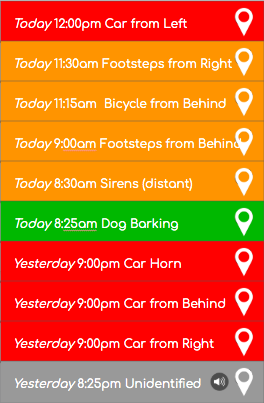 Today 12:00pm Car from Left
Today 11:30am Footsteps from Right
Today 11:15am Bicycle from Behind
Today 9:00am Footsteps from Behind
Today 8:30am Sirens (distant)
Today 8:25am Dog Barking
Yesterday 9:00pm Car Horn
Yesterday 9:00pm Car from Behind
Yesterday 9:00pm Car from Right
Yesterday 8:25pm Unidentified